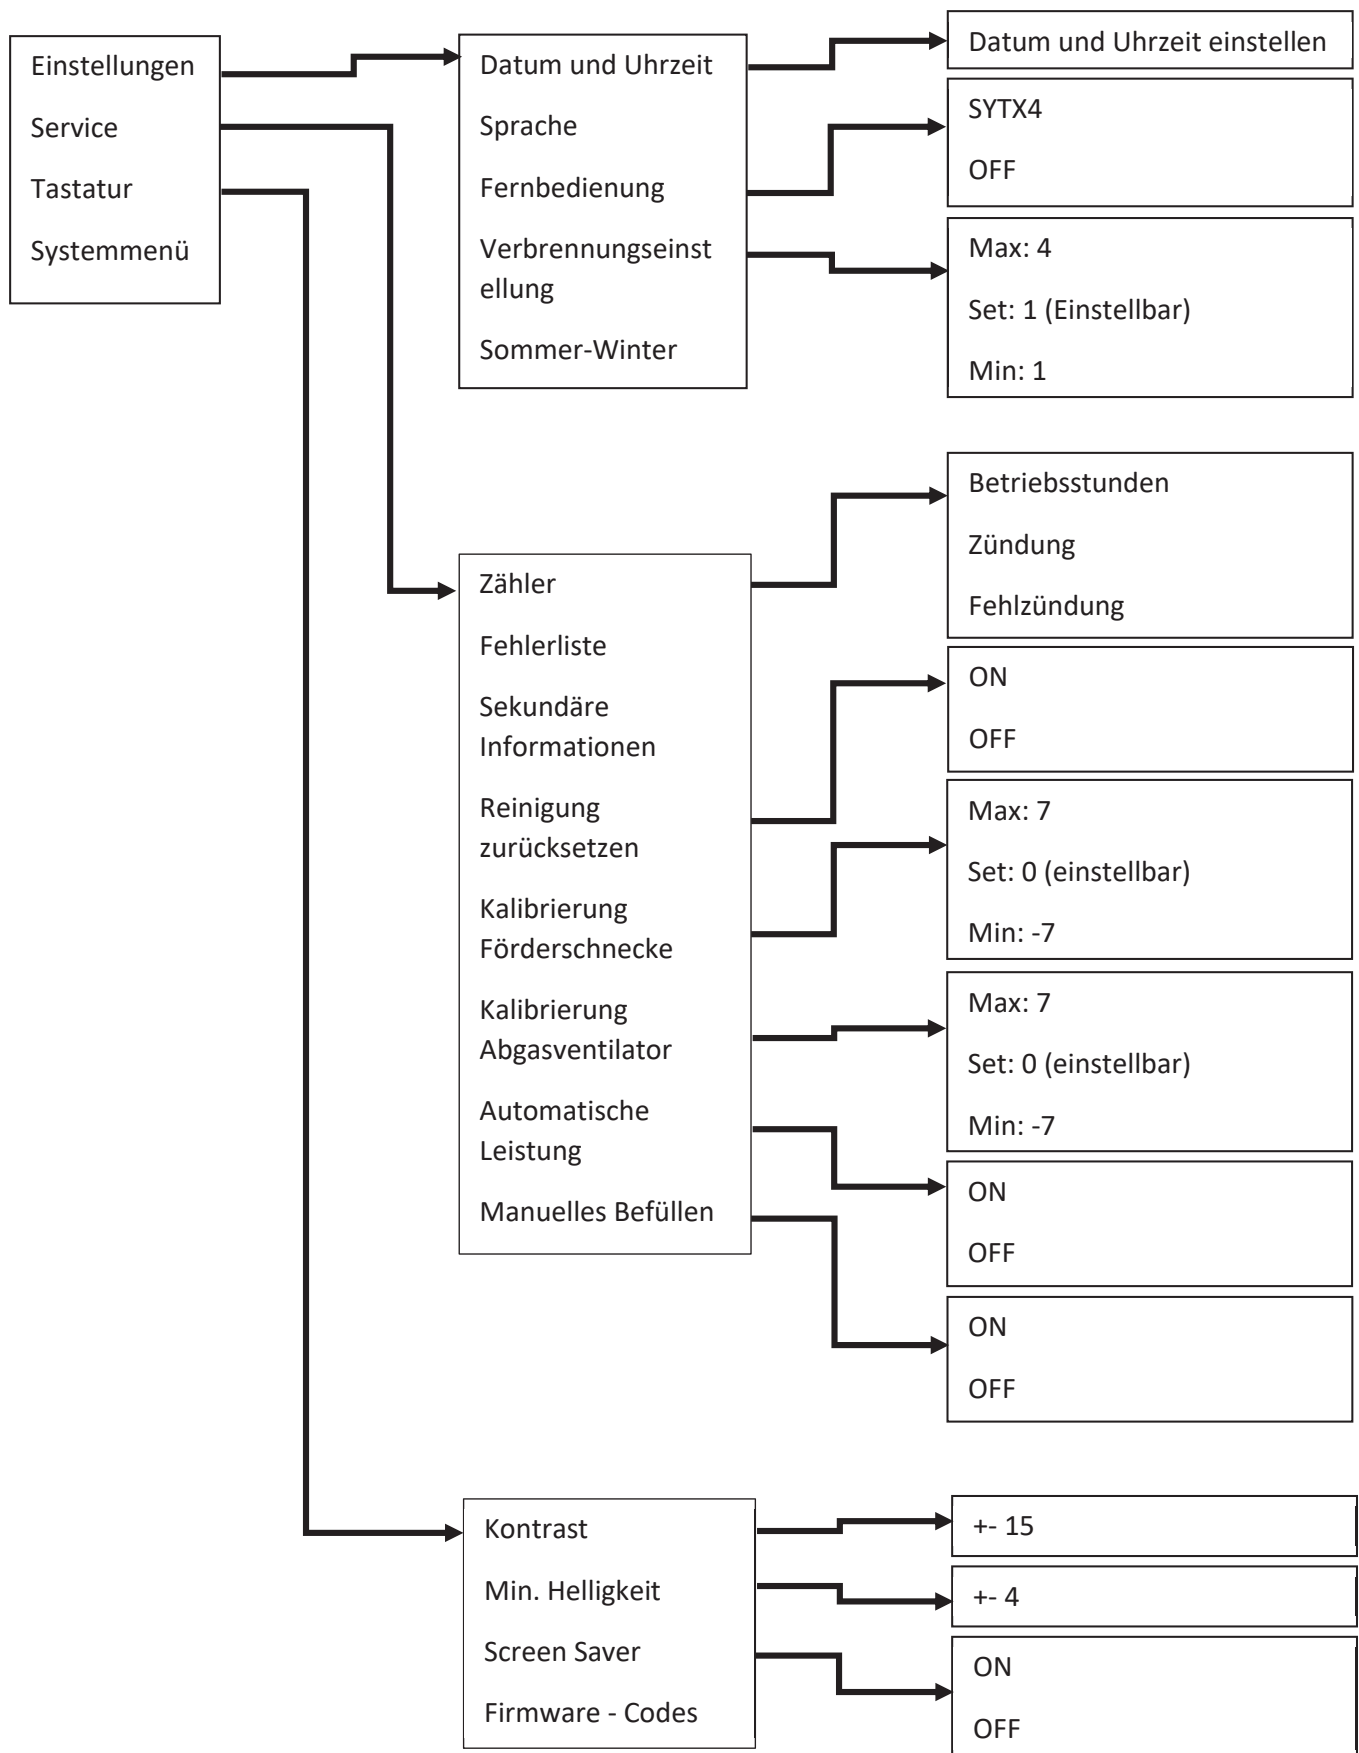 Einstellungen
Service
Tastatur
Systemmenü
Datum und Uhrzeit
Sprache
Fernbedienung
Verbrennungseinst
ellung
Sommer-Winter
Datum und Uhrzeit einstellen
SYTX4
OFF
Max: 4
Set: 1 (Einstellbar)
Min: 1
Zähler
Fehlerliste
Sekundäre
Informationen
Reinigung
zurücksetzen
Kalibrierung
Förderschnecke
Kalibrierung
Abgasventilator
Automatische
Leistung
Manuelles Befüllen
Betriebsstunden
Zündung
Fehlzündung
ON
OFF
Max: 7
Set: 0 (einstellbar)
Min: -7
Max: 7
Set: 0 (einstellbar)
Min: -7
ON
OFF
ON
OFF
Kontrast
Min. Helligkeit
Screen Saver
Firmware - Codes
+- 15
+- 4
ON
OFF